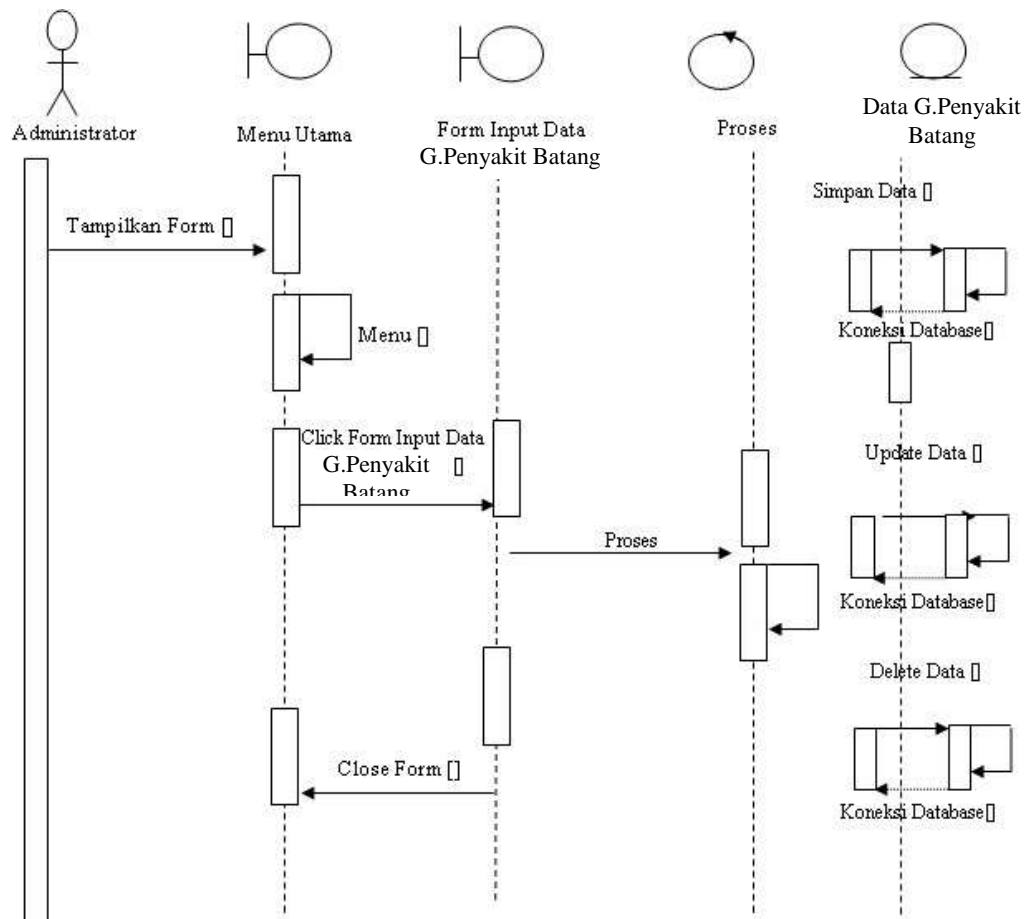 Administrator
Menu Utama
Form Input Data
G.Penyakit Batang
Proses
Data G.Penyakit
Batang
Simpan Data []
Tampilkan Form []
Koneksi Database[]
Menu []
Click Form Input Data
G.Penyakit []
Batang
Update Data []
Proses
Koneksi Database[]
Delete Data []
Close Form []
Koneksi Database[]